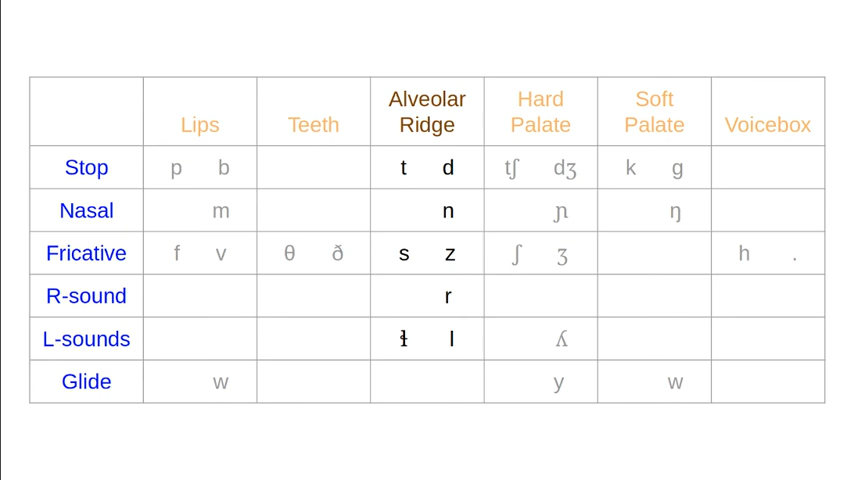 Lips Teeth Alveolar Ridge Hard Palate Soft Palate Voicebox
Stop p b t d tʃ dʒ k g
Nasal m n ɲ ŋ
Fricative f v θ ð s z ʃ ʒ h .
R-sound r
L-sounds ɫ l ʎ
Glide w y w